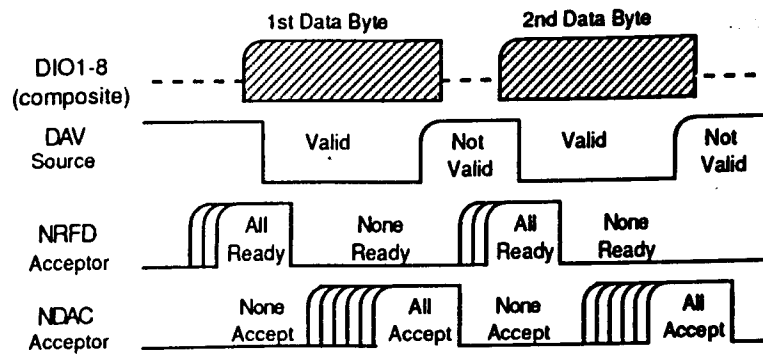 1st Data Byte
2nd Data Byte
DIO1-8
(composite)
DAV
Source
Valid
Not
Valid
Valid
Not
Valid
NRFD
Acceptor
All
Ready
None
Ready
All
Ready
None
Ready
NDAC
Acceptor
None
Accept
All
Accept
None
Accept
All
Accept